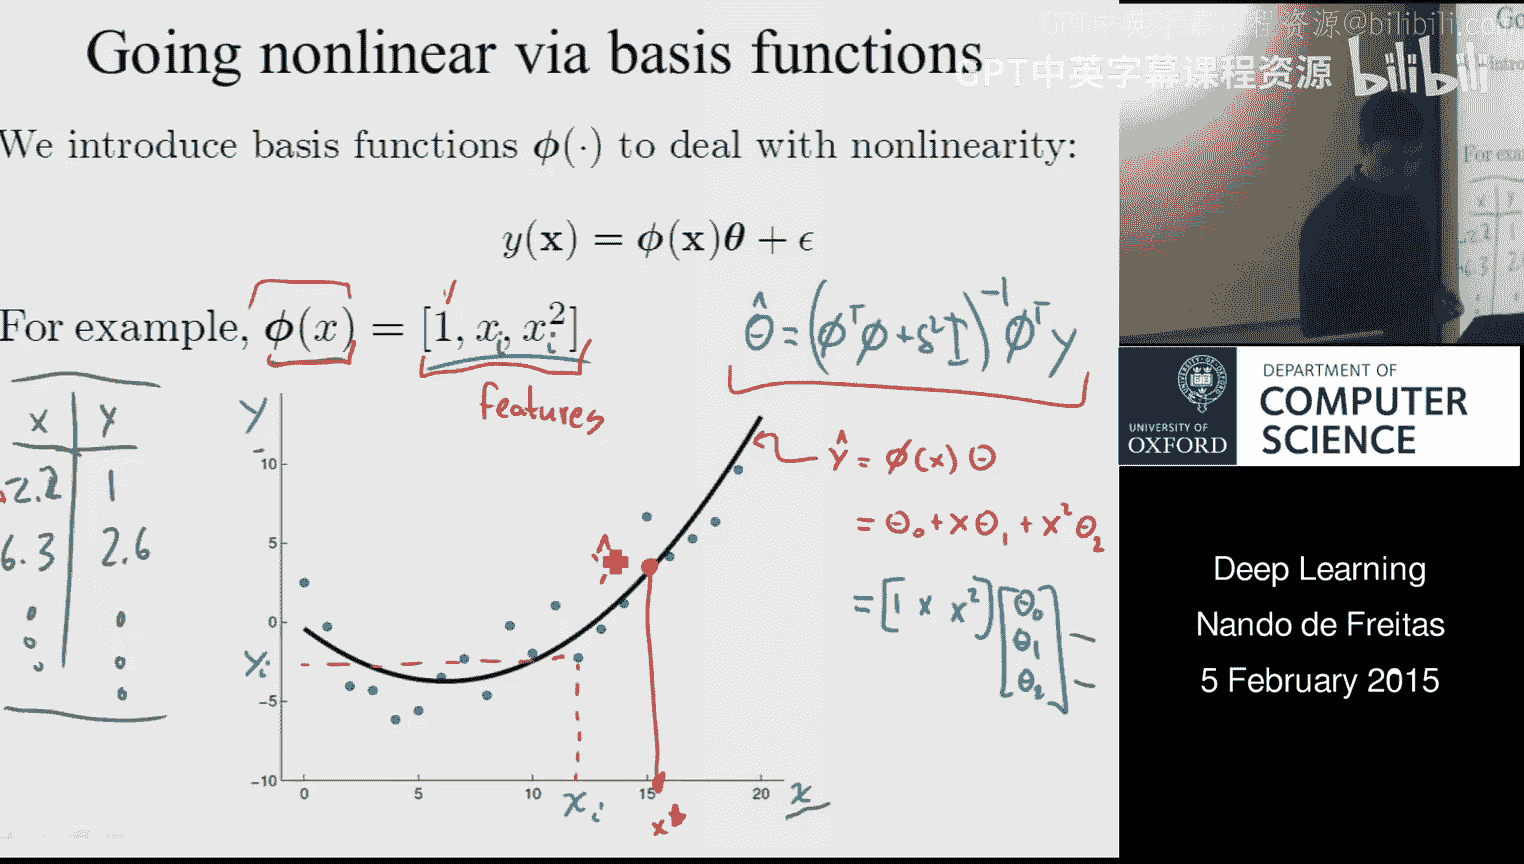 Going nonlinear via basis functions
GPT中英字幕课程资源 bilibili
We introduce basis functions ϕ(·) to deal with nonlinearity:
y(x) = ϕ(x)θ + ϵ
For example, ϕ(x) = [1, xᵢ, xᵢ²]
features
θ̂ = (ϕᵀϕ + δ²I)⁻¹ ϕᵀ y
x y
2.2 1
6.3 2.6
Y
10
5
0
-5
-10
yᵢ
0 5 10 15 20 x
xᵢ
x*
ŷ = ϕ(x) θ
= θ₀ + xθ₁ + x²θ₂
= [1 x x²] [θ₀ θ₁ θ₂]
UNIVERSITY OF
OXFORD
DEPARTMENT OF
COMPUTER
SCIENCE
Deep Learning
Nando de Freitas
5 February 2015